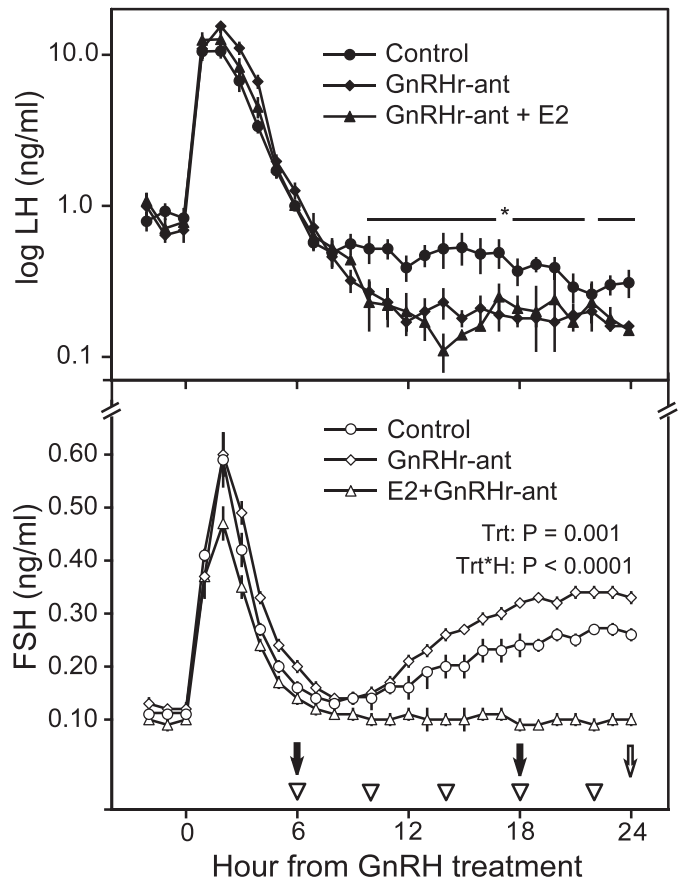 10.0
1.0
0.1
log LH (ng/ml)
Control
GnRHr-ant
GnRHr-ant + E2
*
0.60
0.50
0.40
0.30
0.20
0.10
FSH (ng/ml)
Control
GnRHr-ant
E2+GnRHr-ant
Trt: P = 0.001
Trt*H: P < 0.0001
0 6 12 18 24
Hour from GnRH treatment